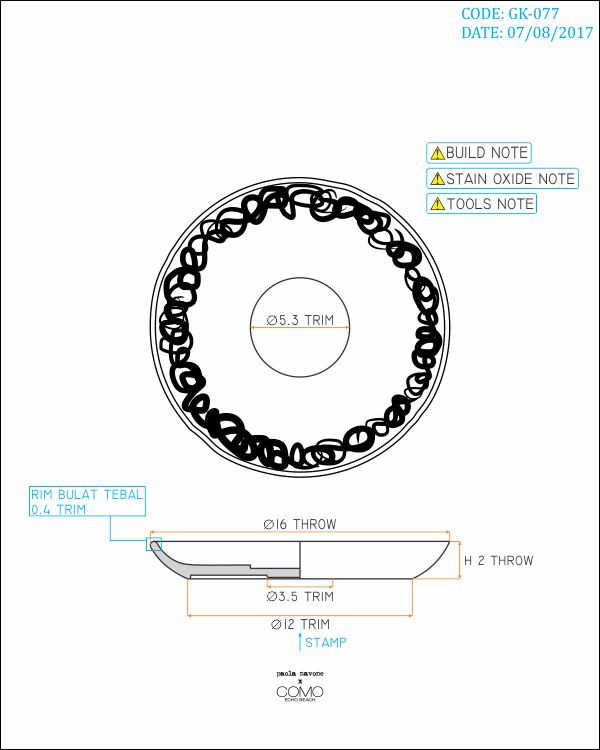 CODE: GK-077
DATE: 07/08/2017
BUILD NOTE
STAIN OXIDE NOTE
TOOLS NOTE
Ø5.3 TRIM
RIM BULAT TEBAL
0.4 TRIM
Ø16 THROW
H 2 THROW
Ø3.5 TRIM
Ø12 TRIM
STAMP
paola navone
x
COMO
ECHO BEACH